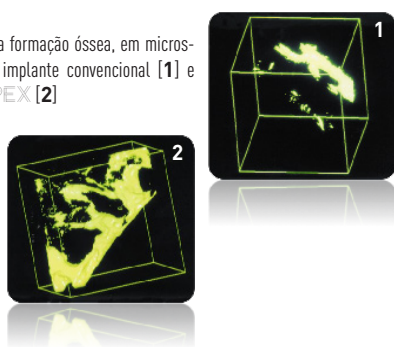 a formação óssea, em micros-
implante convencional [1] e
PEX [2]
1
2